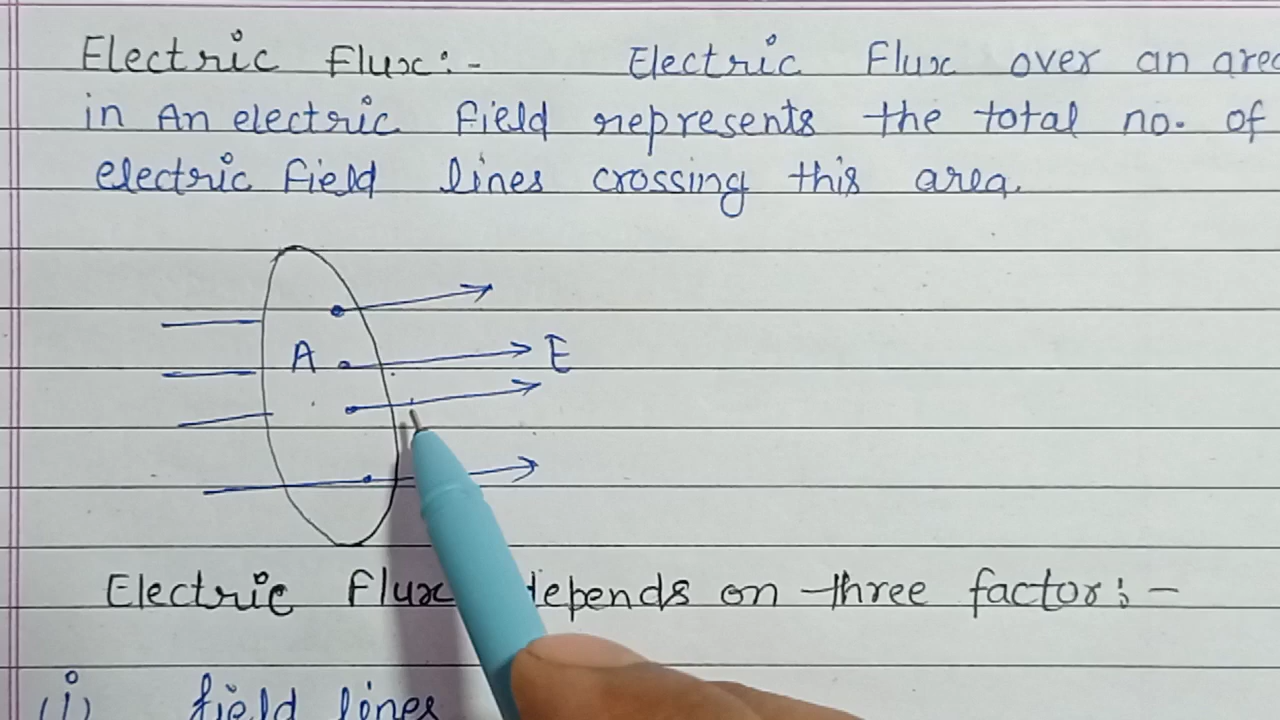 Electric Flux:- Electric Flux over an area
in An electric field represents the total no. of
electric field lines crossing this area.
A
E
Electric Flux depends on three factor:-
(i) field lines